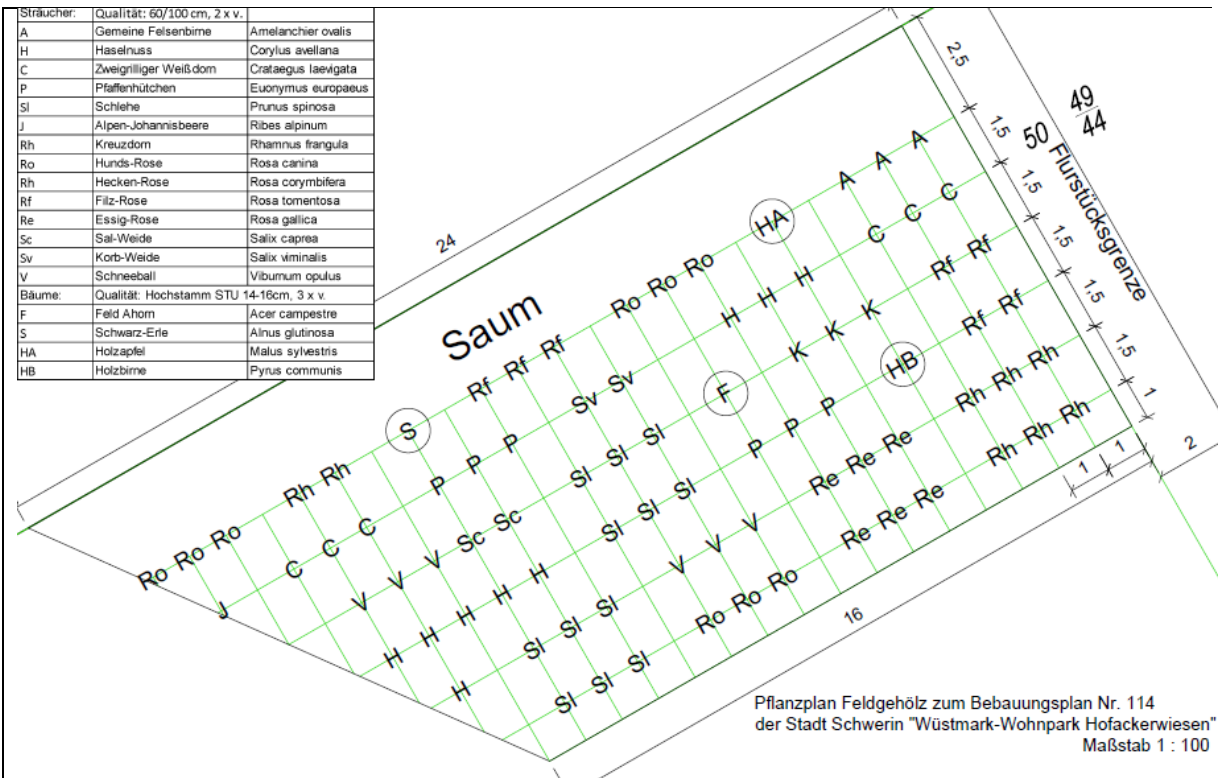 Sträucher: Qualität: 60/100 cm, 2 x v.
A Gemeine Felsenbirne Amelanchier ovalis
H Haselnuss Corylus avellana
C Zweigrilliger Weißdorn Crataegus laevigata
P Pfaffenhütchen Euonymus europaeus
Sl Schlehe Prunus spinosa
J Alpen-Johannisbeere Ribes alpinum
Rh Kreuzdorn Rhamnus frangula
Ro Hunds-Rose Rosa canina
Rh Hecken-Rose Rosa corymbifera
Rf Filz-Rose Rosa tomentosa
Re Essig-Rose Rosa gallica
Sc Sal-Weide Salix caprea
Sv Korb-Weide Salix viminalis
V Schneeball Viburnum opulus
Bäume: Qualität: Hochstamm STU 14-16cm, 3 x v.
F Feld Ahorn Acer campestre
S Schwarz-Erle Alnus glutinosa
HA Holzapfel Malus sylvestris
HB Holzbirne Pyrus communis
24
Saum
2,5
1,5
1,5
1,5
1,5
1,5
1
49
44
50
Flurstücksgrenze
Ro Ro Ro Rh Rh S Rf Rf Rf Ro Ro Ro HA A A A
J C C C P P P Sv Sv H H H C C C
V V V Sc Sc Sl Sl Sl F K K K Rf Rf
H H H H H Sl Sl Sl P P P HB Rf Rf
H Sl Sl Sl V V V Re Re Re Rh Rh Rh
Sl Sl Sl Ro Ro Ro Re Re Re Rh Rh Rh
1 1 2
16
Pflanzplan Feldgehölz zum Bebauungsplan Nr. 114
der Stadt Schwerin "Wüstmark-Wohnpark Hofackerwiesen"
Maßstab 1 : 100